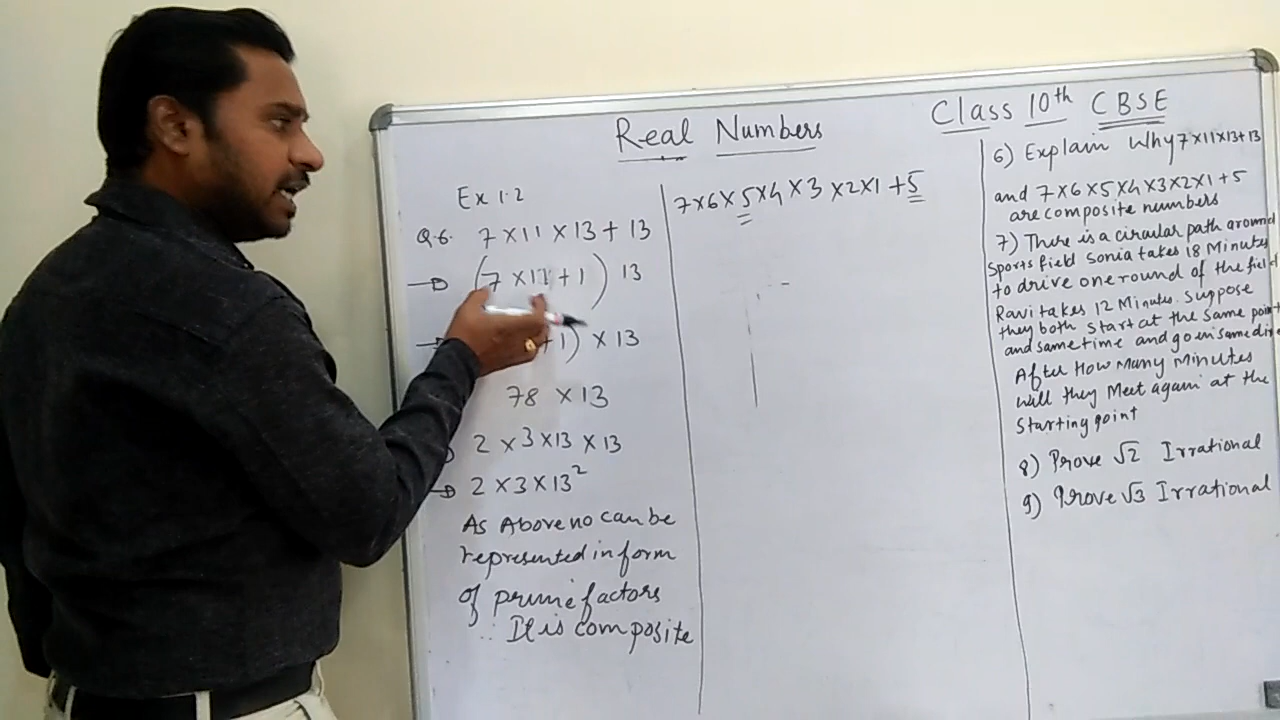 Real Numbers
Class 10th CBSE
Ex 1.2
Q.6. 7 × 11 × 13 + 13
(7 × 11 + 1) 13
+1) × 13
78 × 13
2 × 3 × 13 × 13
2 × 3 × 13²
As Above no can be
represented in form
of prime factors
∴ It is composite
7×6×5×4×3×2×1+5
6) Explain Why 7×11×13+13
and 7×6×5×4×3×2×1+5
are composite numbers
7) There is a circular path around
Sports field Sonia takes 18 Minutes
to drive one round of the field
Ravi takes 12 Minutes. Suppose
they both start at the same point
and same time and go in same dire
After How Many Minutes
will they Meet again at the
starting point
8) Prove √2 Irrational
9) Prove √3 Irrational